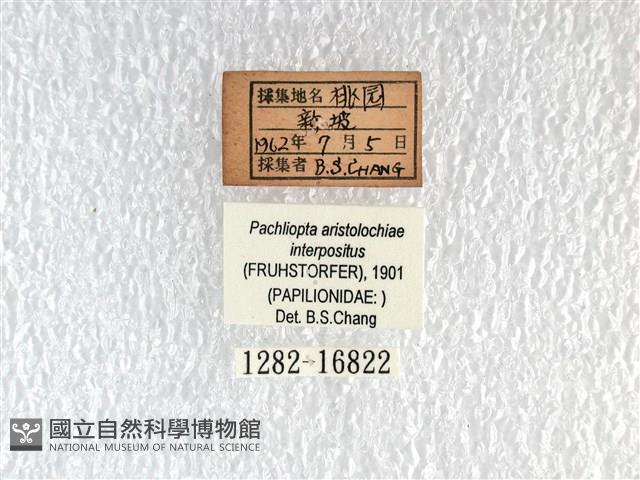 採集地名 桃园
新坡
1962年 7月 5日
採集者 B.S.CHANG
Pachliopta aristolochiae
interpositus
(FRUHSTORFER), 1901
(PAPILIONIDAE: )
Det. B.S.Chang
1282-16822
國立自然科學博物館
NATIONAL MUSEUM OF NATURAL SCIENCE